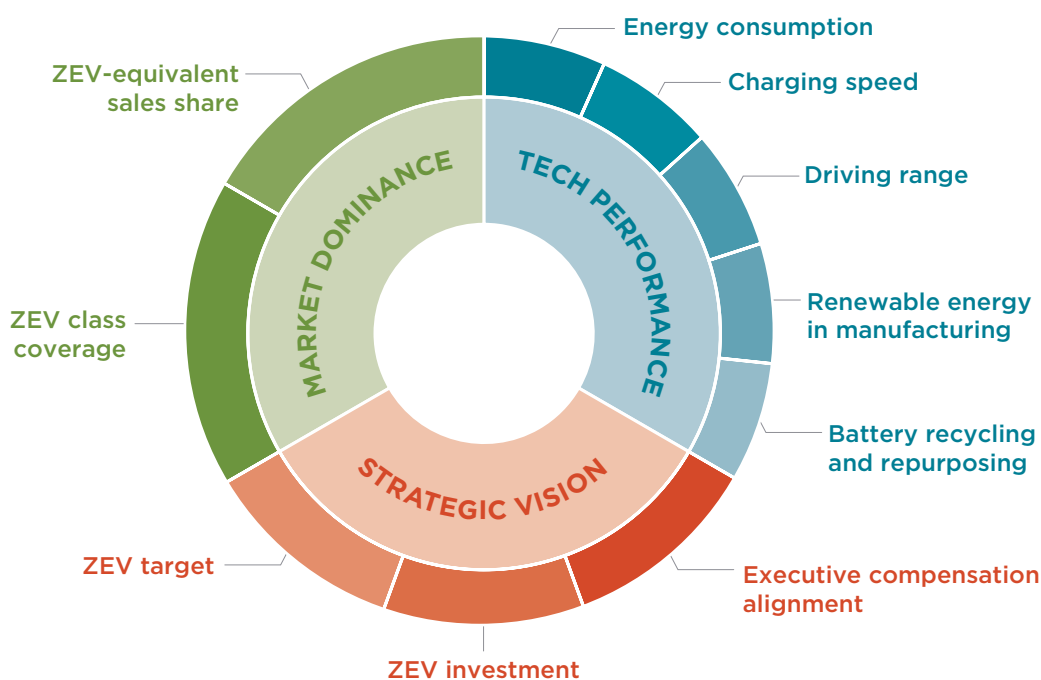 Energy consumption
Charging speed
Driving range
Renewable energy
in manufacturing
Battery recycling
and repurposing
Executive compensation
alignment
ZEV investment
ZEV target
ZEV class
coverage
ZEV-equivalent
sales share
MARKET DOMINANCE
TECH PERFORMANCE
STRATEGIC VISION